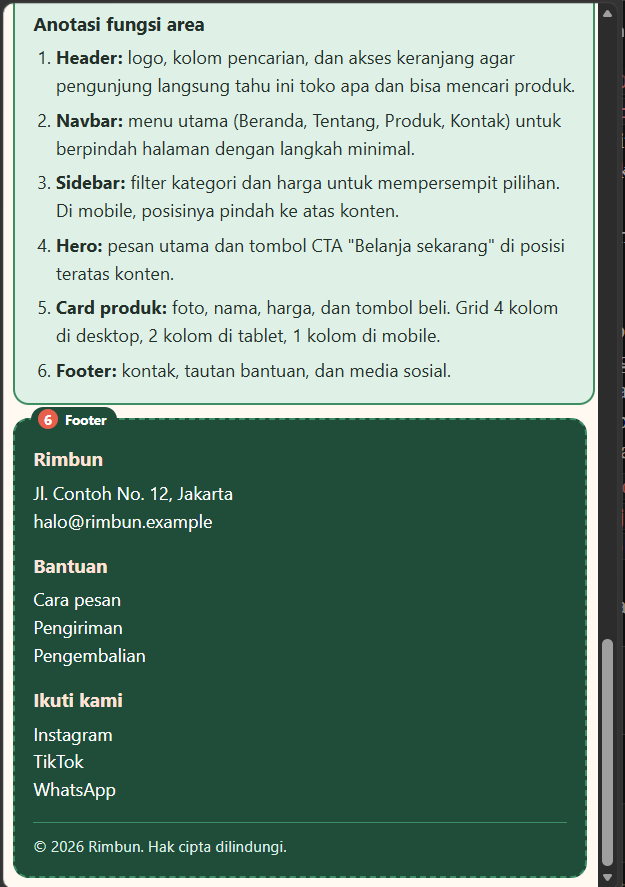 Anotasi fungsi area
1. Header: logo, kolom pencarian, dan akses keranjang agar
pengunjung langsung tahu ini toko apa dan bisa mencari produk.
2. Navbar: menu utama (Beranda, Tentang, Produk, Kontak) untuk
berpindah halaman dengan langkah minimal.
3. Sidebar: filter kategori dan harga untuk mempersempit pilihan.
Di mobile, posisinya pindah ke atas konten.
4. Hero: pesan utama dan tombol CTA "Belanja sekarang" di posisi
teratas konten.
5. Card produk: foto, nama, harga, dan tombol beli. Grid 4 kolom
di desktop, 2 kolom di tablet, 1 kolom di mobile.
6. Footer: kontak, tautan bantuan, dan media sosial.
6 Footer
Rimbun
Jl. Contoh No. 12, Jakarta
halo@rimbun.example
Bantuan
Cara pesan
Pengiriman
Pengembalian
Ikuti kami
Instagram
TikTok
WhatsApp
© 2026 Rimbun. Hak cipta dilindungi.